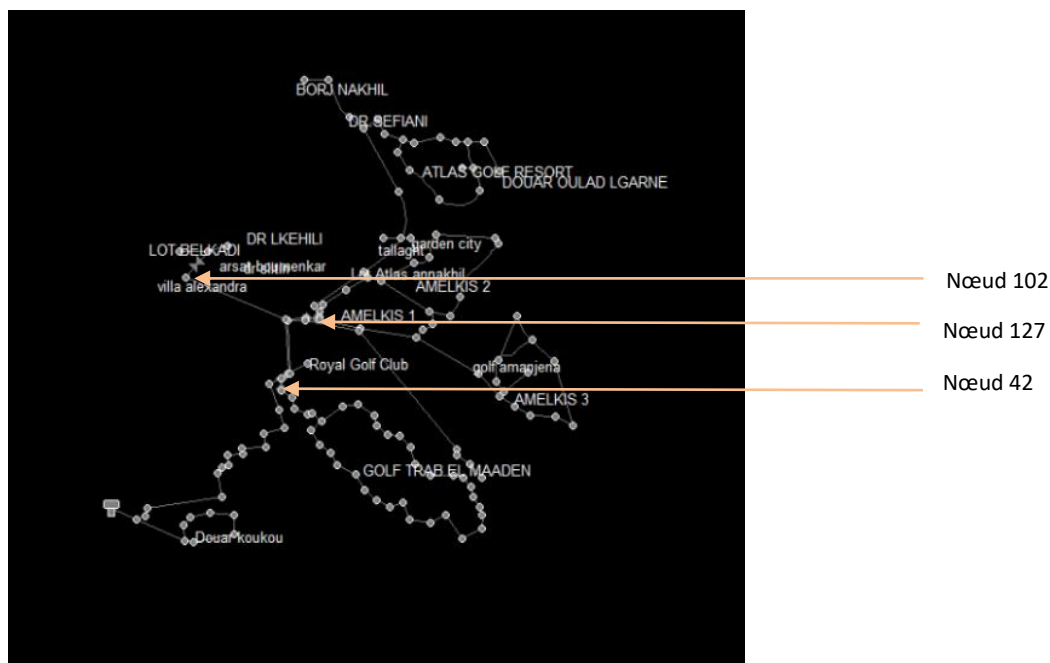 BORJ NAKHIL
DR SEFIANI
ATLAS GOLF RESORT
DOUAR OULAD LGARNE
DR LKEHILI
garden city
LOT BELKADI
tallaght
arsat boumenkar
villa alexandra
Atlas annakhil
AMELKIS 2
Nœud 102
AMELKIS 1
Nœud 127
Royal Golf Club
golf amanjena
Nœud 42
AMELKIS 3
GOLF TRAB EL MAADEN
Douar koukou